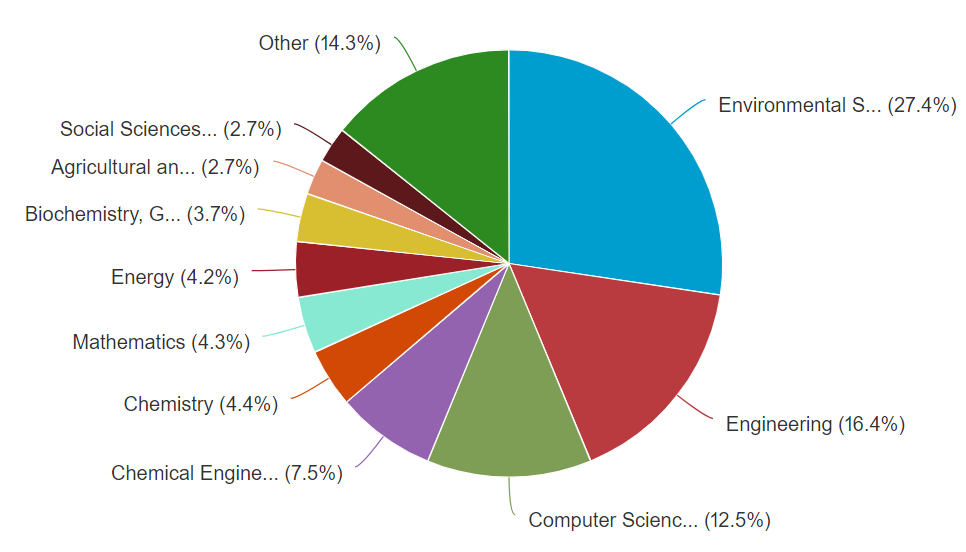 Other (14.3%)
Environmental S... (27.4%)
Social Sciences... (2.7%)
Agricultural an... (2.7%)
Biochemistry, G... (3.7%)
Energy (4.2%)
Mathematics (4.3%)
Chemistry (4.4%)
Engineering (16.4%)
Chemical Engine... (7.5%)
Computer Scienc... (12.5%)